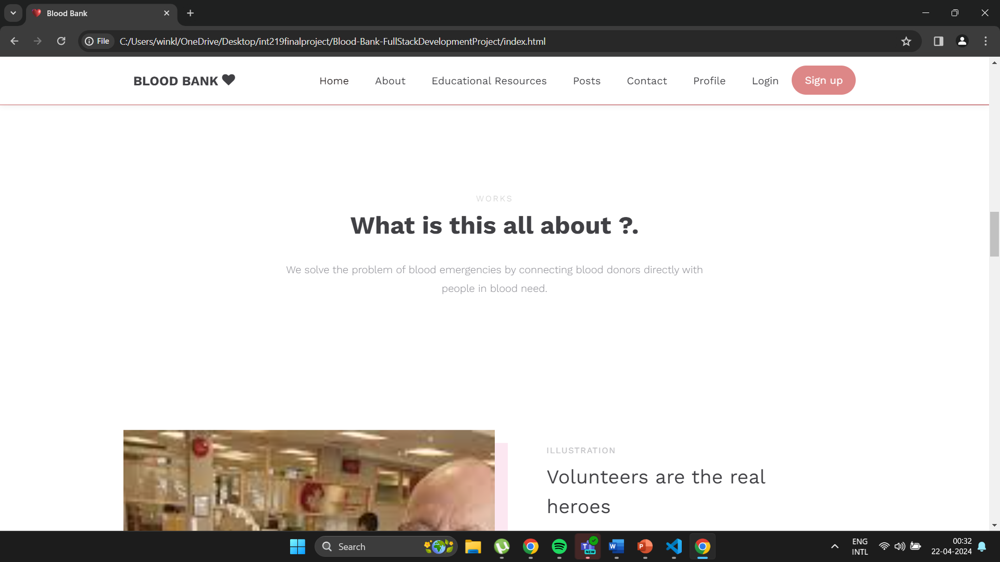 Blood Bank
File
C:/Users/winkl/OneDrive/Desktop/int219finalproject/Blood-Bank-FullStackDevelopmentProject/index.html
BLOOD BANK
Home
About
Educational Resources
Posts
Contact
Profile
Login
Sign up
WORKS
What is this all about ?.
We solve the problem of blood emergencies by connecting blood donors directly with
people in blood need.
ILLUSTRATION
Volunteers are the real
heroes
Search
NEW
ENG
INTL
00:32
22-04-2024